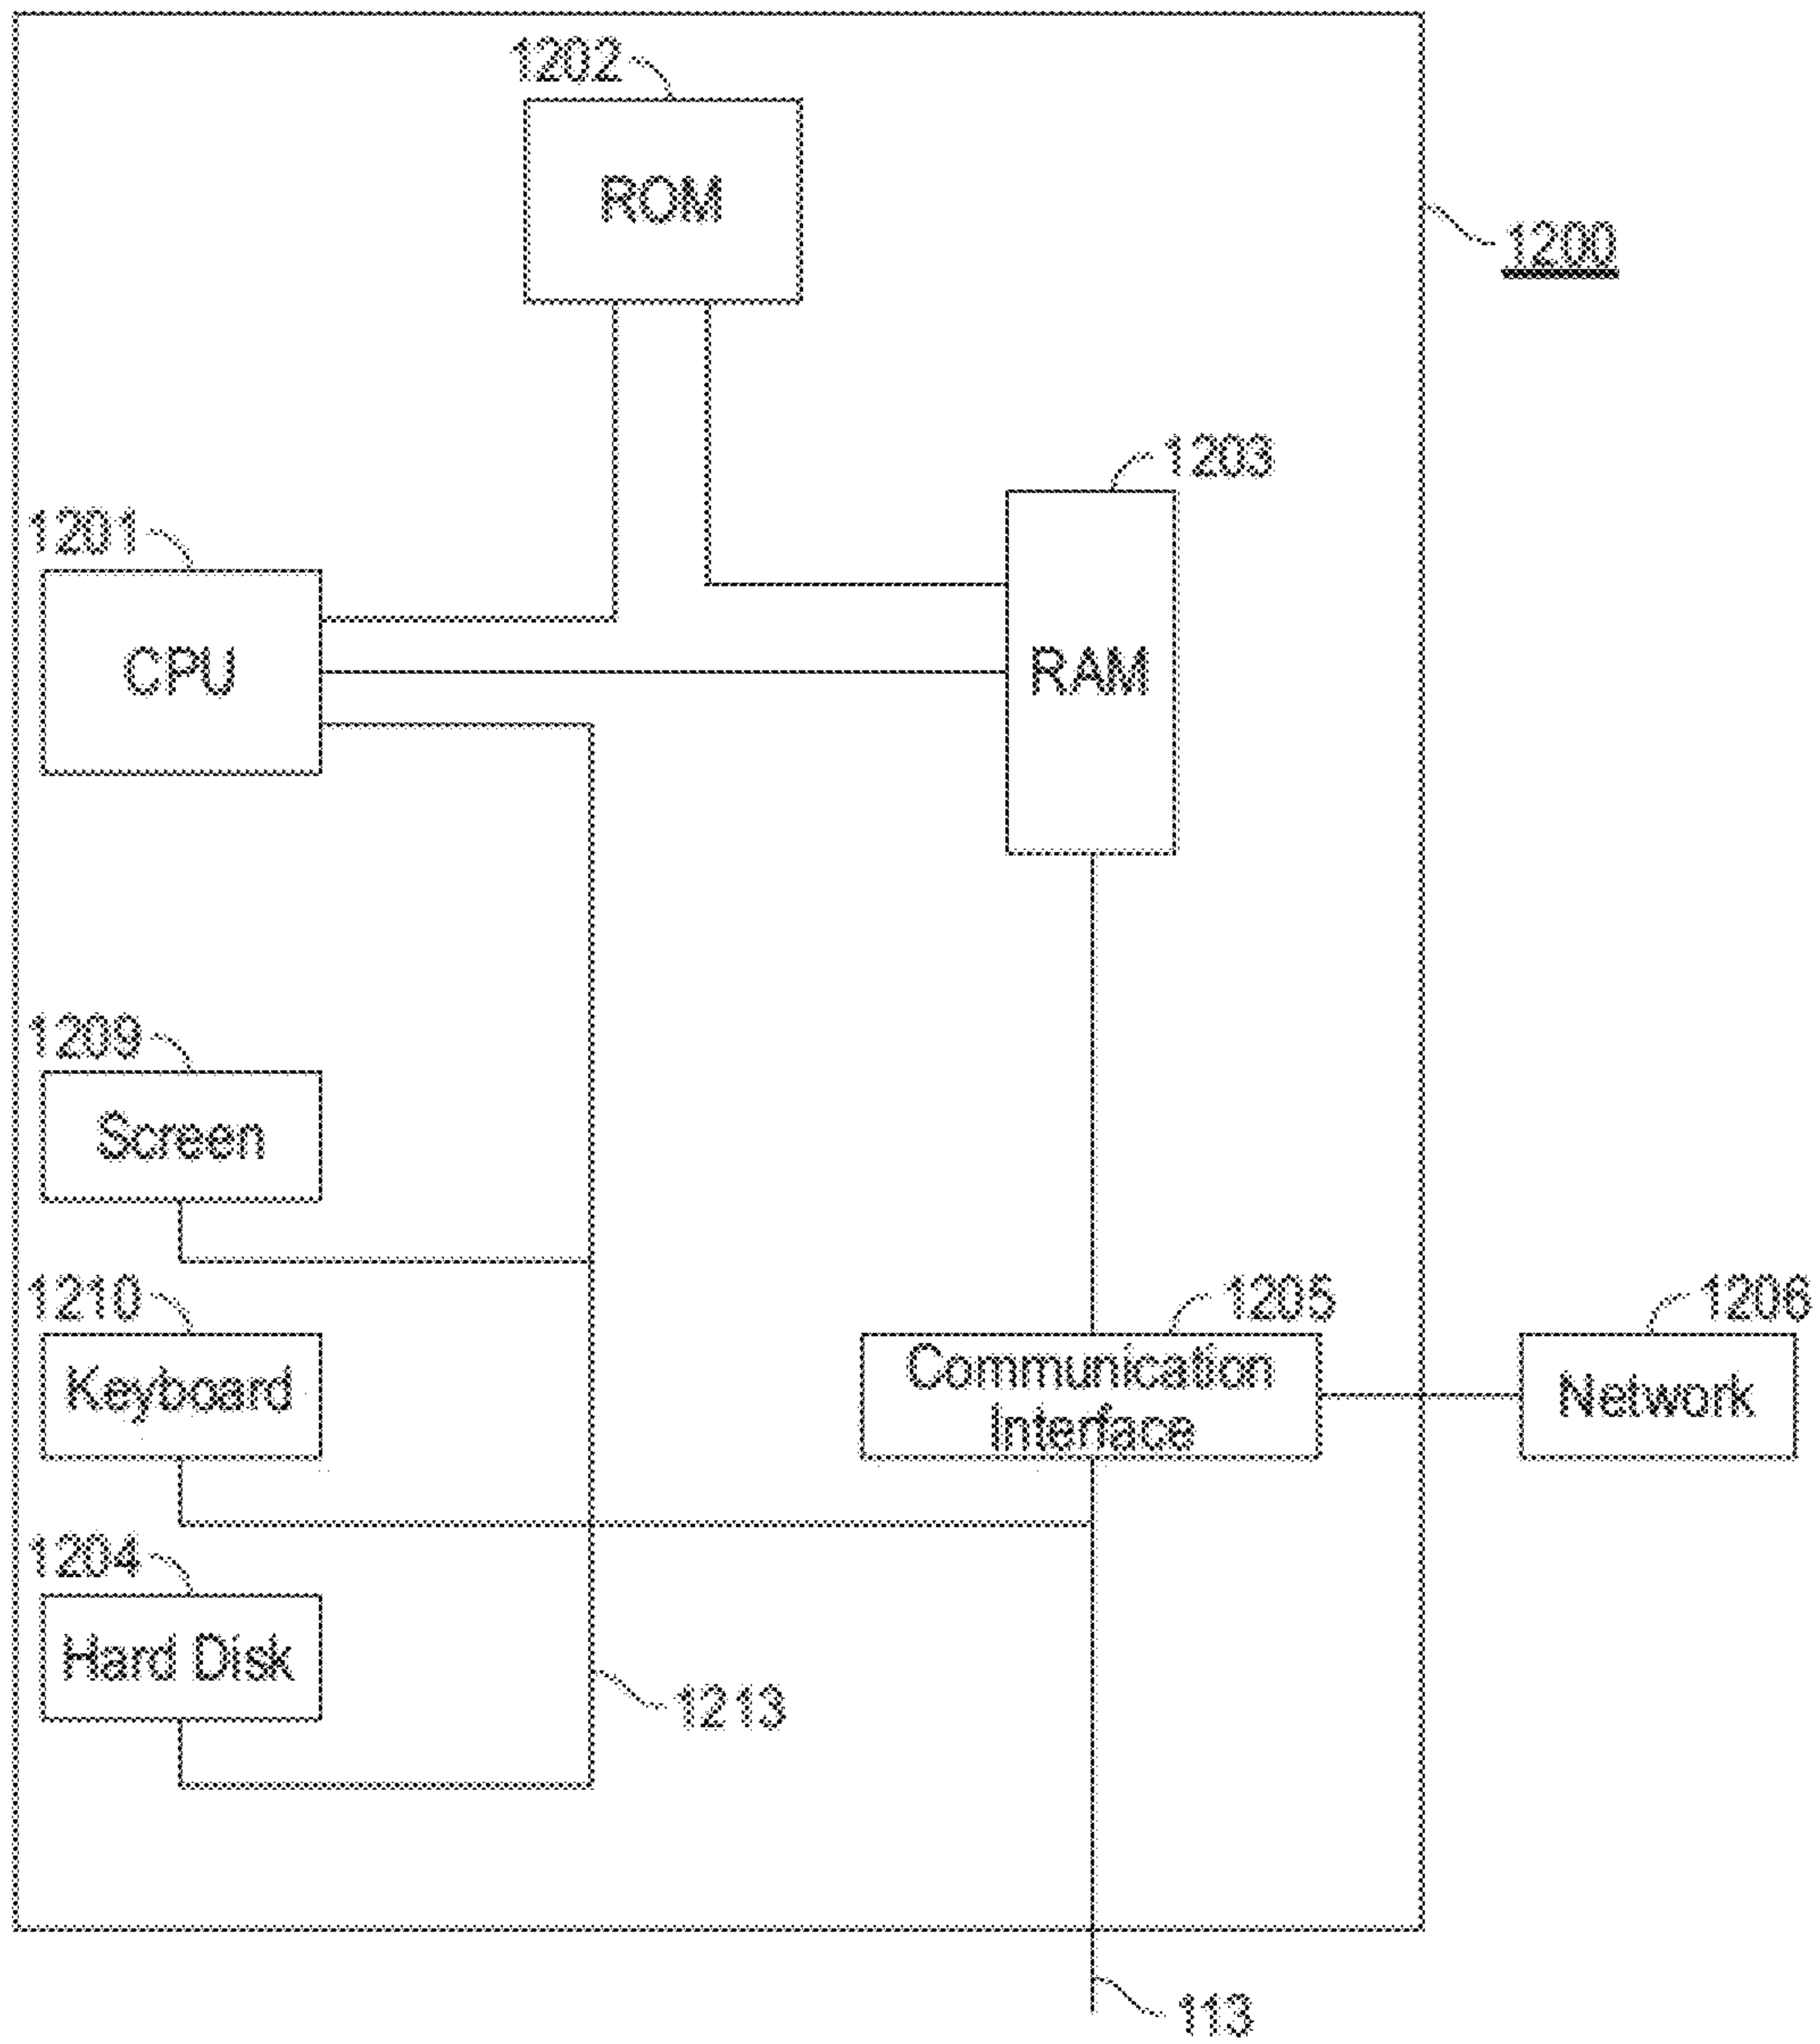 1202
ROM
1200
1203
1201
CPU
RAM
1209
Screen
1210
1205
1206
Keyboard
Communication
Interface
Network
1204
Hard Disk
1213
113